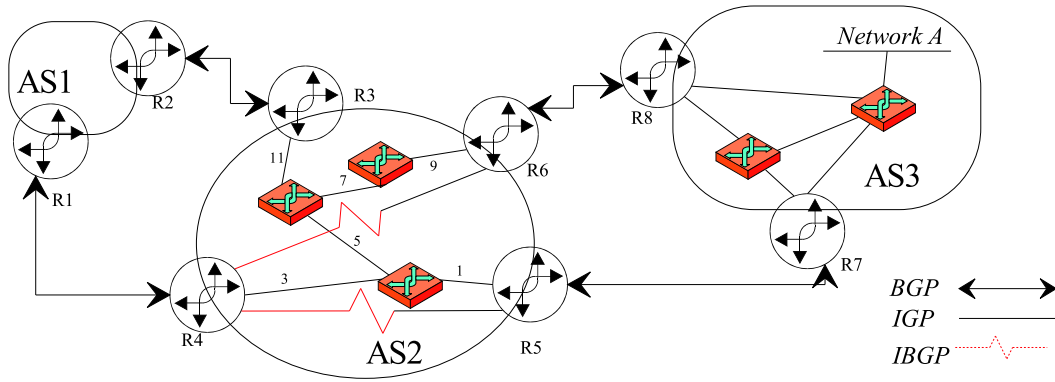 Network A
AS1
R2
R3
R8
R6
11
7
9
AS3
R1
R7
5
3
1
R4
R5
AS2
BGP
IGP
IBGP